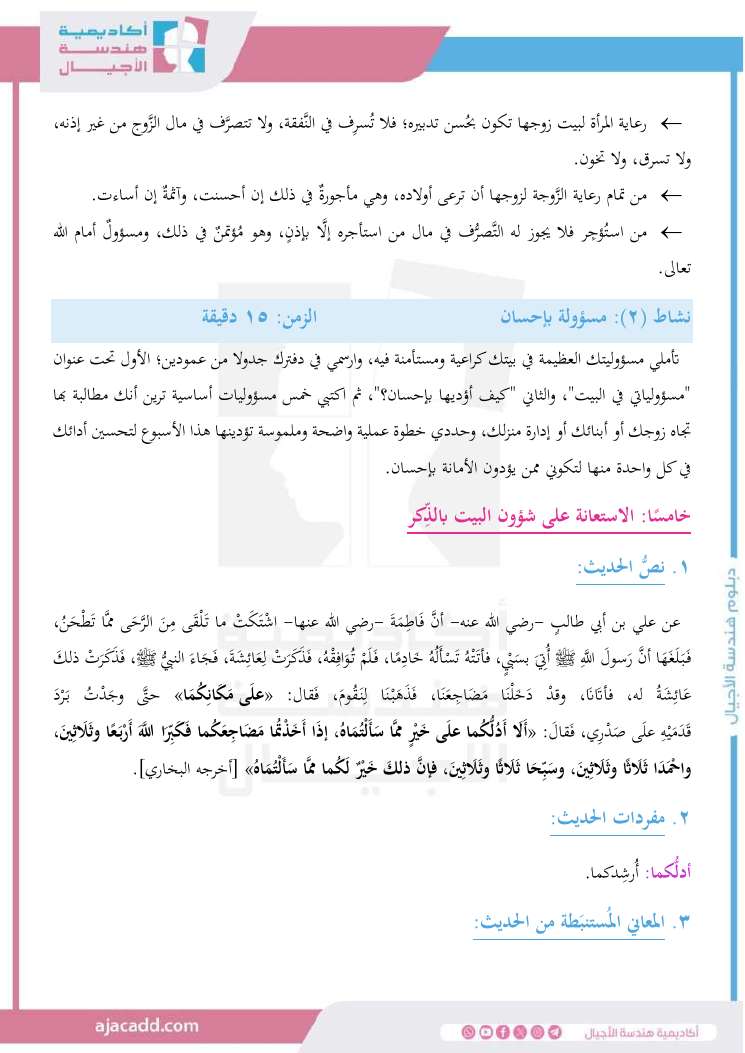 أكاديمية
هندسة
الأجيال
← رعاية المرأة لبيت زوجها تكون بحُسن تدبيره؛ فلا تُسرِف في النَّفقة، ولا تتصرَّف في مال الزَّوج من غير إذنه،
ولا تسرق، ولا تخون.
← من تمام رعاية الزَّوجة لزوجها أن ترعى أولاده، وهي مأجورةٌ في ذلك إن أحسنت، وآثمةٌ إن أساءت.
← من استُؤجِر فلا يجوز له التَّصرُّف في مال من استأجره إلَّا بإذنٍ، وهو مُؤتمنٌ في ذلك، ومسؤولٌ أمام الله
تعالى.
نشاط (٢): مسؤولة بإحسان الزمن: ١٥ دقيقة
تأملي مسؤوليتك العظيمة في بيتك كراعية ومستأمنة فيه، وارسمي في دفترك جدولا من عمودين؛ الأول تحت عنوان
"مسؤولياتي في البيت"، والثاني "كيف أؤديها بإحسان؟"، ثم اكتبي خمس مسؤوليات أساسية ترين أنك مطالبة بها
تجاه زوجك أو أبنائك أو إدارة منزلك، وحددي خطوة عملية واضحة وملموسة تؤدينها هذا الأسبوع لتحسين أدائك
في كل واحدة منها لتكوني ممن يؤدون الأمانة بإحسان.
خامسًا: الاستعانة على شؤون البيت بالذِّكر
١. نصُّ الحديث:
عن علي بن أبي طالبٍ -رضي الله عنه- أنَّ فَاطِمَةَ -رضي الله عنها- اشْتَكَتْ ما تَلْقَى مِنَ الرَّحَى ممَّا تَطْحَنُ،
فَبَلَغَهَا أنَّ رَسولَ اللَّهِ ﷺ أُتِيَ بسَبْيٍ، فأتَتْهُ تَسْأَلُهُ خَادِمًا، فَلَمْ تُوَافِقْهُ، فَذَكَرَتْ لِعَائِشَةَ، فَجَاءَ النبيُّ ﷺ، فَذَكَرَتْ ذلكَ
عَائِشَةُ له، فأتَانَا، وقدْ دَخَلْنَا مَضَاجِعَنَا، فَذَهَبْنَا لِنَقُومَ، فَقالَ: «علَى مَكَانِكُمَا» حتَّى وجَدْتُ بَرْدَ
قَدَمَيْهِ علَى صَدْرِي، فَقالَ: «أَلَا أَدُلُّكُما علَى خَيْرٍ ممَّا سَأَلْتُمَاهُ، إذَا أخَذْتُما مَضَاجِعَكُما فَكَبِّرَا اللَّهَ أرْبَعًا وثَلَاثِينَ،
واحْمَدَا ثَلَاثًا وثَلَاثِينَ، وسَبِّحَا ثَلَاثًا وثَلَاثِينَ، فإنَّ ذلكَ خَيْرٌ لَكُما ممَّا سَأَلْتُمَاهُ» [أخرجه البخاري].
٢. مفردات الحديث:
أدلُّكما: أُرشِدكما.
٣. المعاني المُستنبَطة من الحديث:
دبلوم هندسة الأجيال
أكاديمية
هندسة
الأجيال
ajacadd.com
أكاديمية هندسة الأجيال